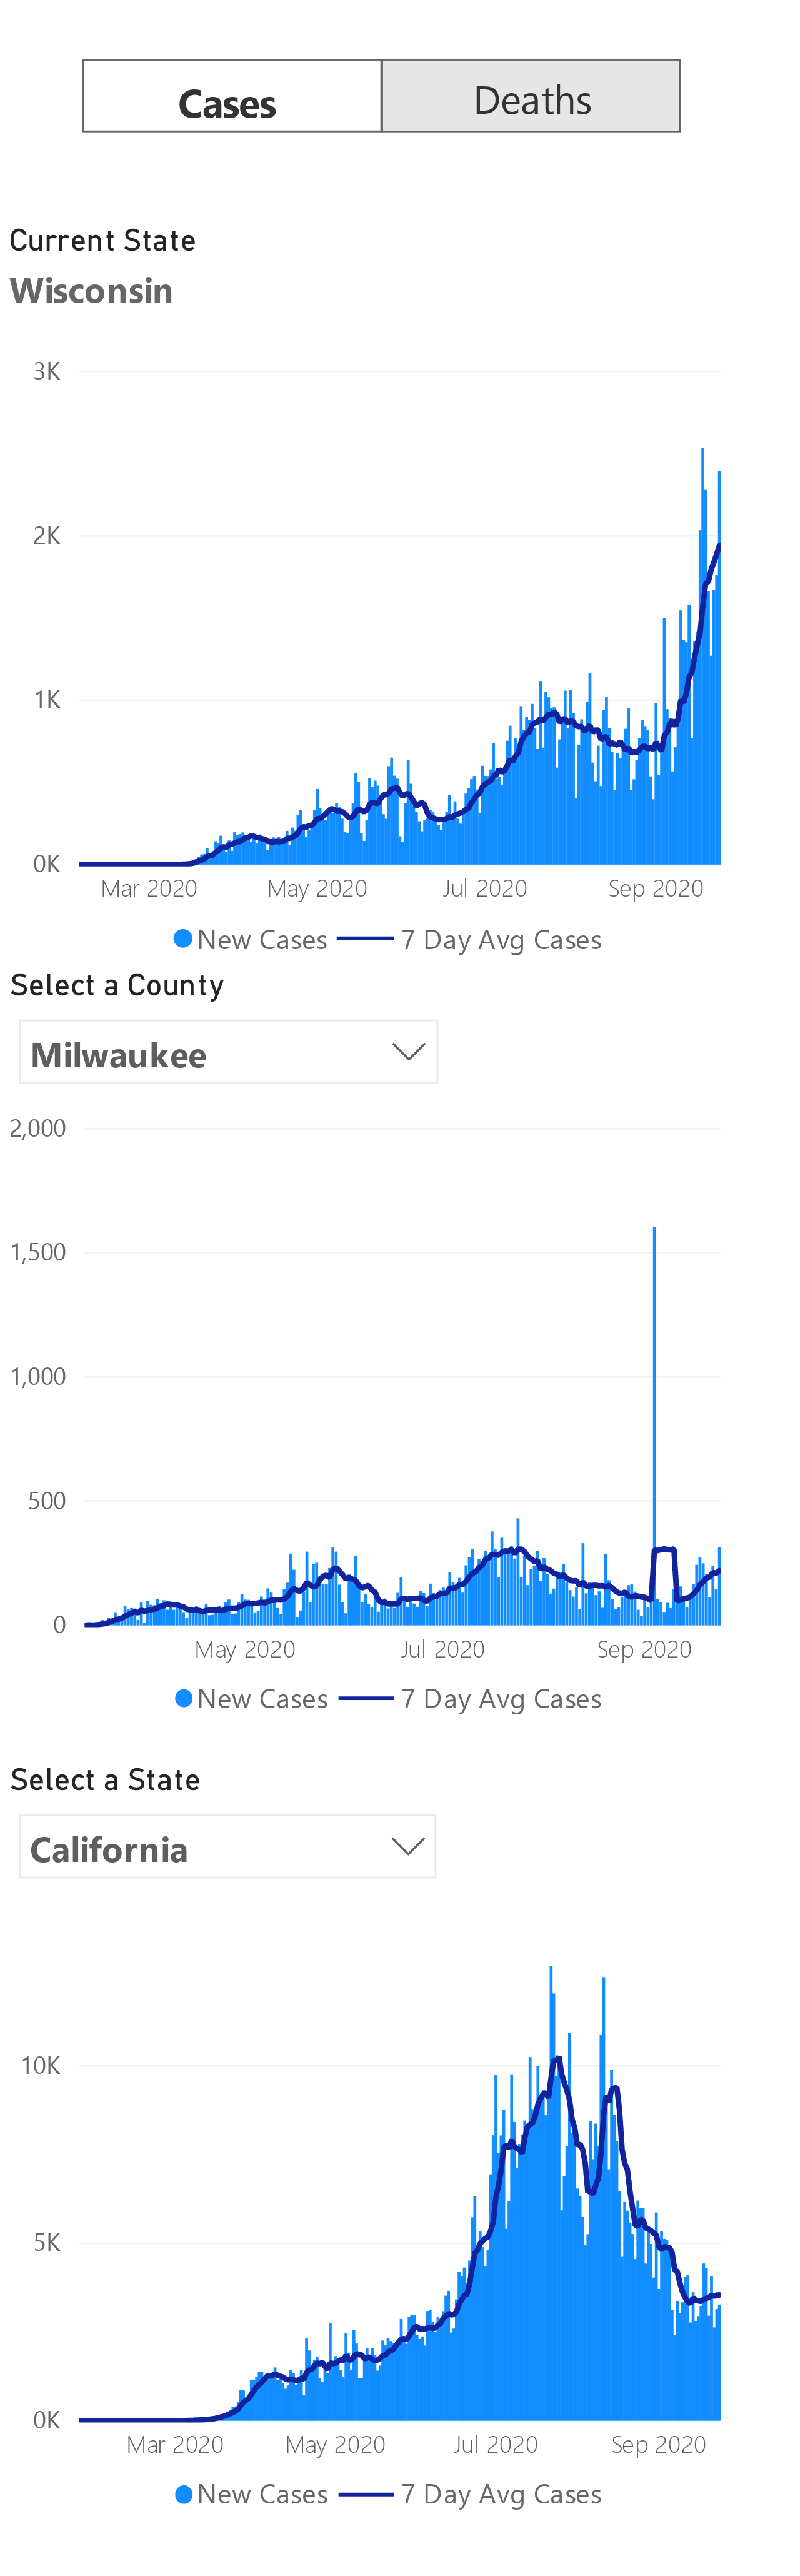 Cases Deaths
Current State
Wisconsin
3K
2K
1K
0K
Mar 2020 May 2020 Jul 2020 Sep 2020
New Cases 7 Day Avg Cases
Select a County
Milwaukee
2,000
1,500
1,000
500
0
May 2020 Jul 2020 Sep 2020
New Cases 7 Day Avg Cases
Select a State
California
10K
5K
0K
Mar 2020 May 2020 Jul 2020 Sep 2020
New Cases 7 Day Avg Cases